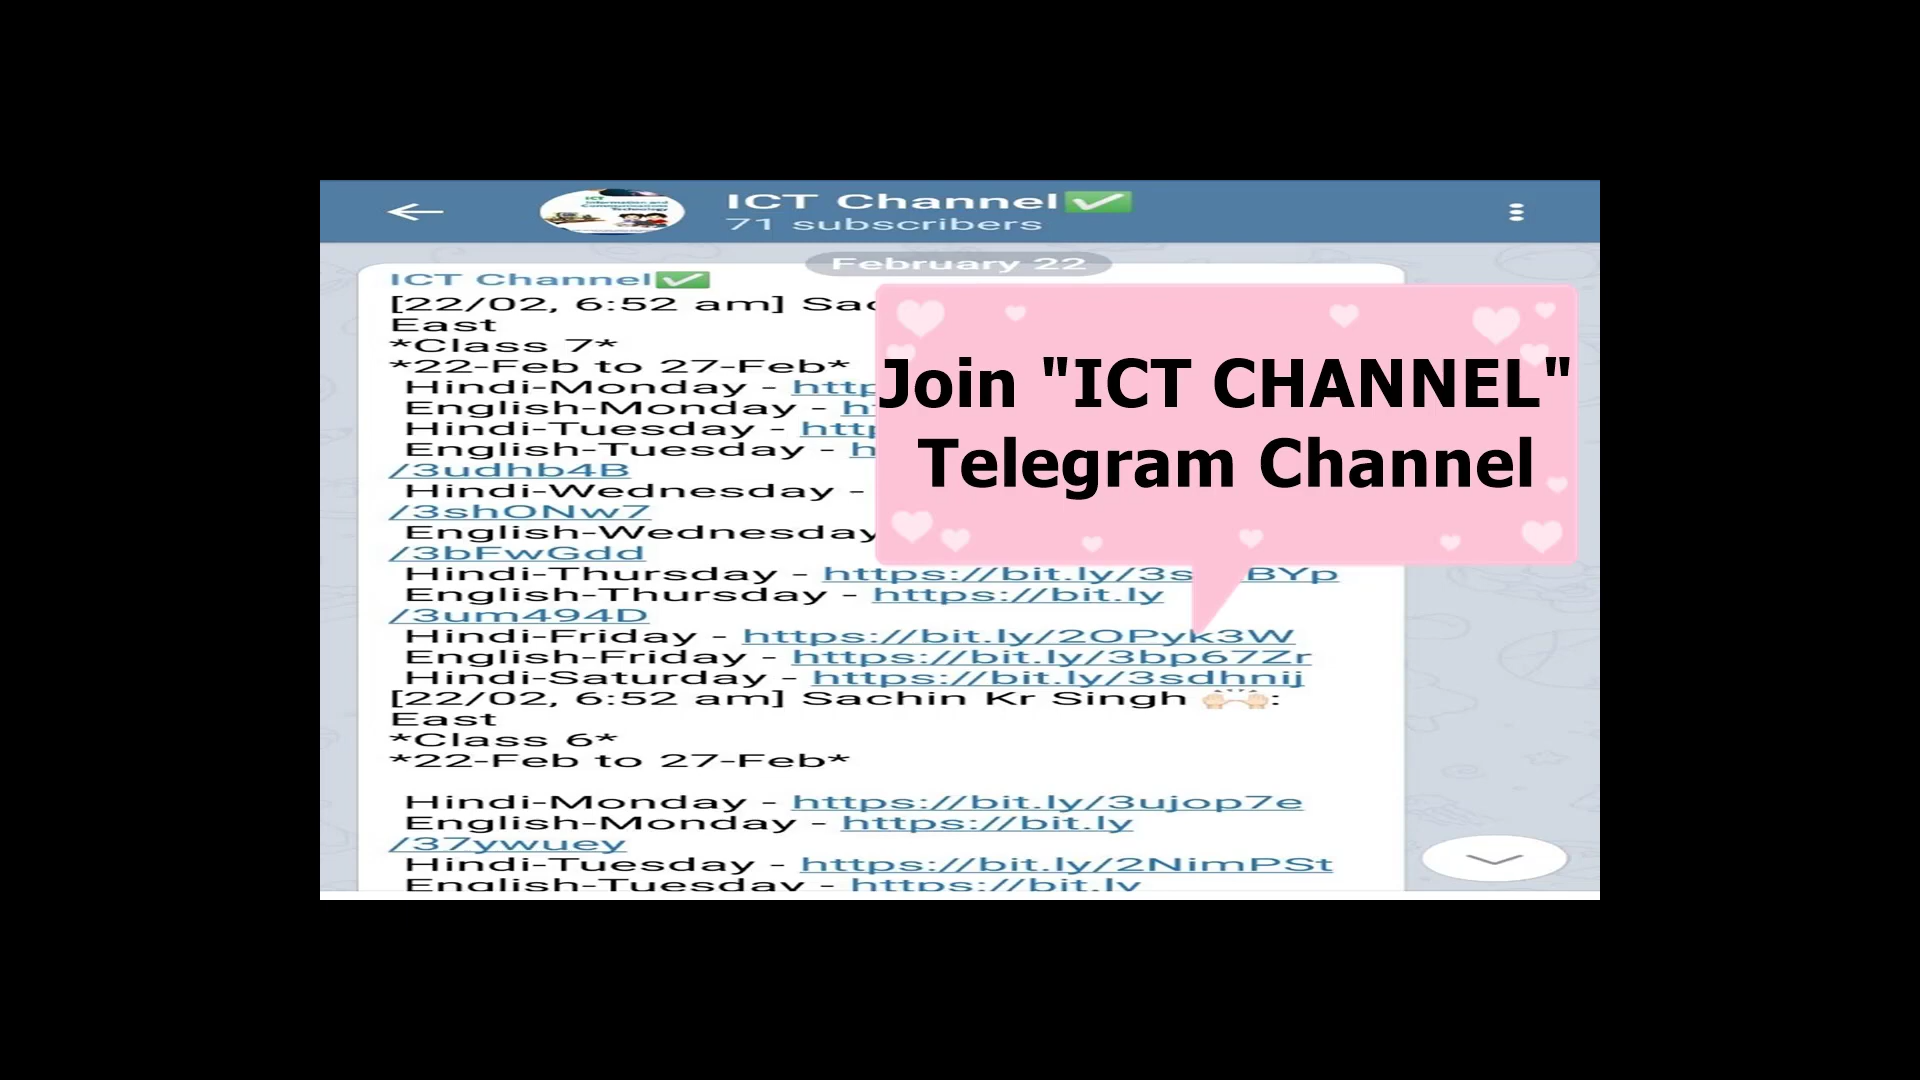 ICT Channel✅
71 subscribers
February 22
ICT Channel✅
[22/02, 6:52 am]
East
*Class 7*
*22-Feb to 27-Feb*
Hindi-Monday -
English-Monday -
Hindi-Tuesday -
English-Tuesday -
/3udhb4B
Hindi-Wednesday -
/3shONw7
English-Wednesday
/3bFwGdd
Hindi-Thursday -
English-Thursday - https://bit.ly
/3um494D
Hindi-Friday - https://bit.ly/2OPyk3W
English-Friday - https://bit.ly/3bp67Zr
Hindi-Saturday - https://bit.ly/3sdhnij
[22/02, 6:52 am] Sachin Kr Singh 🙌🏻:
East
*Class 6*
*22-Feb to 27-Feb*
Hindi-Monday - https://bit.ly/3ujop7e
English-Monday - https://bit.ly
/37ywuey
Hindi-Tuesday - https://bit.ly/2NimPSt
English-Tuesday - https://bit.ly
Join "ICT CHANNEL"
Telegram Channel